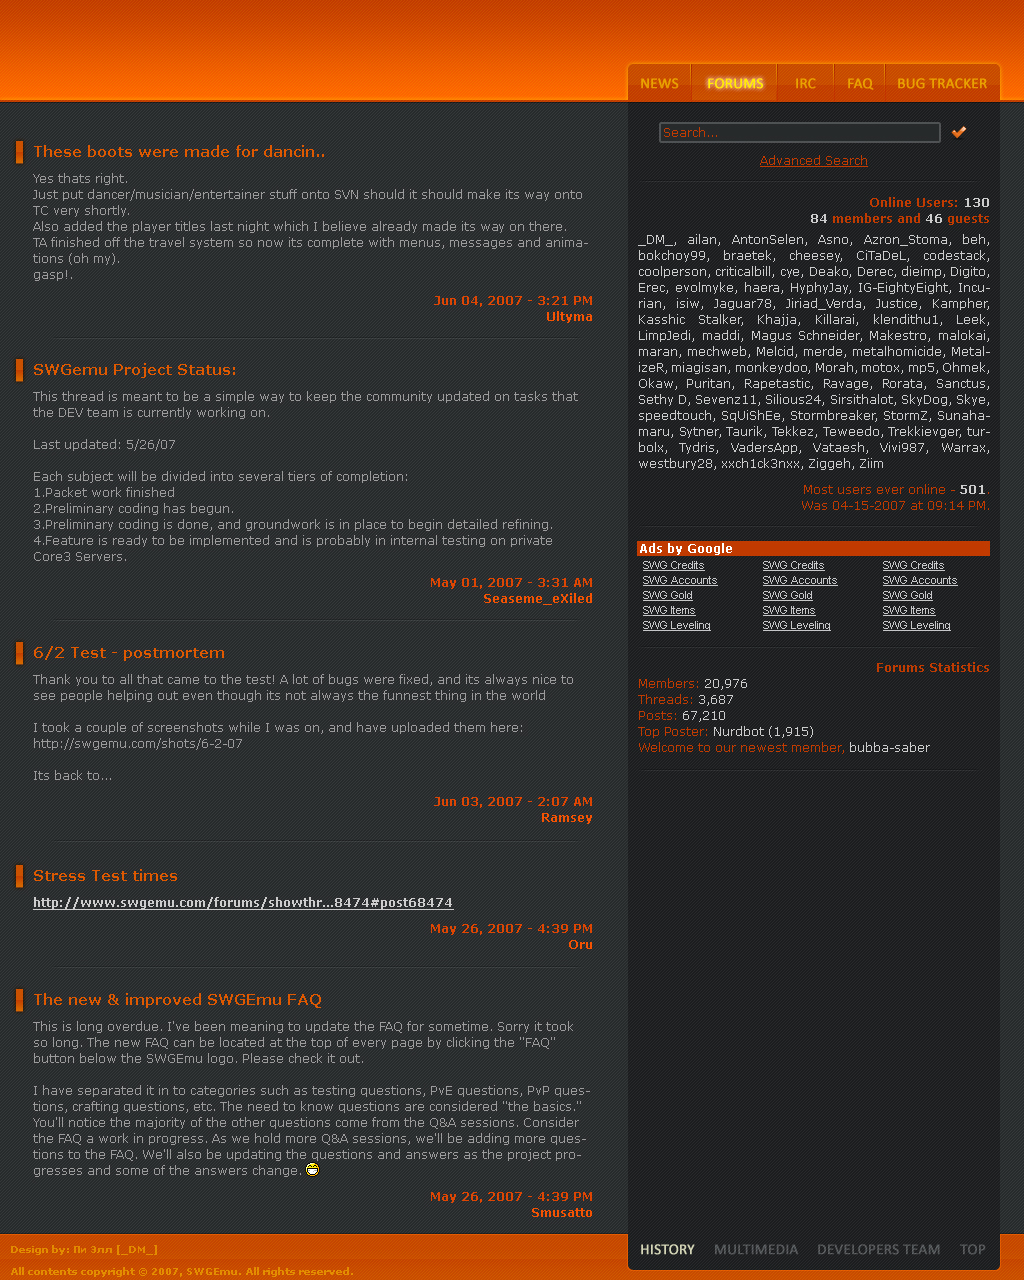 NEWS FORUMS IRC FAQ BUG TRACKER
These boots were made for dancin..
Yes thats right.
Just put dancer/musician/entertainer stuff onto SVN should it should make its way onto
TC very shortly.
Also added the player titles last night which I believe already made its way on there.
TA finished off the travel system so now its complete with menus, messages and anima-
tions (oh my).
gasp!.
Jun 04, 2007 - 3:21 PM
Ultyma
SWGemu Project Status:
This thread is meant to be a simple way to keep the community updated on tasks that
the DEV team is currently working on.
Last updated: 5/26/07
Each subject will be divided into several tiers of completion:
1.Packet work finished
2.Preliminary coding has begun.
3.Preliminary coding is done, and groundwork is in place to begin detailed refining.
4.Feature is ready to be implemented and is probably in internal testing on private
Core3 Servers.
May 01, 2007 - 3:31 AM
Seaseme_eXiled
6/2 Test - postmortem
Thank you to all that came to the test! A lot of bugs were fixed, and its always nice to
see people helping out even though its not always the funnest thing in the world
I took a couple of screenshots while I was on, and have uploaded them here:
http://swgemu.com/shots/6-2-07
Its back to...
Jun 03, 2007 - 2:07 AM
Ramsey
Stress Test times
http://www.swgemu.com/forums/showthr...8474#post68474
May 26, 2007 - 4:39 PM
Oru
The new & improved SWGEmu FAQ
This is long overdue. I've been meaning to update the FAQ for sometime. Sorry it took
so long. The new FAQ can be located at the top of every page by clicking the "FAQ"
button below the SWGEmu logo. Please check it out.
I have separated it in to categories such as testing questions, PvE questions, PvP ques-
tions, crafting questions, etc. The need to know questions are considered "the basics."
You'll notice the majority of the other questions come from the Q&A sessions. Consider
the FAQ a work in progress. As we hold more Q&A sessions, we'll be adding more ques-
tions to the FAQ. We'll also be updating the questions and answers as the project pro-
gresses and some of the answers change.
May 26, 2007 - 4:39 PM
Smusatto
Search...
Advanced Search
Online Users: 130
84 members and 46 guests
_DM_, ailan, AntonSelen, Asno, Azron_Stoma, beh,
bokchoy99, braetek, cheesey, CiTaDeL, codestack,
coolperson, criticalbill, cye, Deako, Derec, dieimp, Digito,
Erec, evolmyke, haera, HyphyJay, IG-EightyEight, Incu-
rian, isiw, Jaguar78, Jiriad_Verda, Justice, Kampher,
Kasshic Stalker, Khajja, Killarai, klendithu1, Leek,
LimpJedi, maddi, Magus Schneider, Makestro, malokai,
maran, mechweb, Melcid, merde, metalhomicide, Metal-
izeR, miagisan, monkeydoo, Morah, motox, mp5, Ohmek,
Okaw, Puritan, Rapetastic, Ravage, Rorata, Sanctus,
Sethy D, Sevenz11, Silious24, Sirsithalot, SkyDog, Skye,
speedtouch, SqUiShEe, Stormbreaker, StormZ, Sunaha-
maru, Sytner, Taurik, Tekkez, Teweedo, Trekkievger, tur-
bolx, Tydris, VadersApp, Vataesh, Vivi987, Warrax,
westbury28, xxch1ck3nxx, Ziggeh, Ziim
Most users ever online - 501.
Was 04-15-2007 at 09:14 PM.
Ads by Google
SWG Credits SWG Credits SWG Credits
SWG Accounts SWG Accounts SWG Accounts
SWG Gold SWG Gold SWG Gold
SWG Items SWG Items SWG Items
SWG Leveling SWG Leveling SWG Leveling
Forums Statistics
Members: 20,976
Threads: 3,687
Posts: 67,210
Top Poster: Nurdbot (1,915)
Welcome to our newest member, bubba-saber
HISTORY MULTIMEDIA DEVELOPERS TEAM TOP
Design by: Пи Элл [_DM_]
All contents copyright © 2007, SWGEmu. All rights reserved.